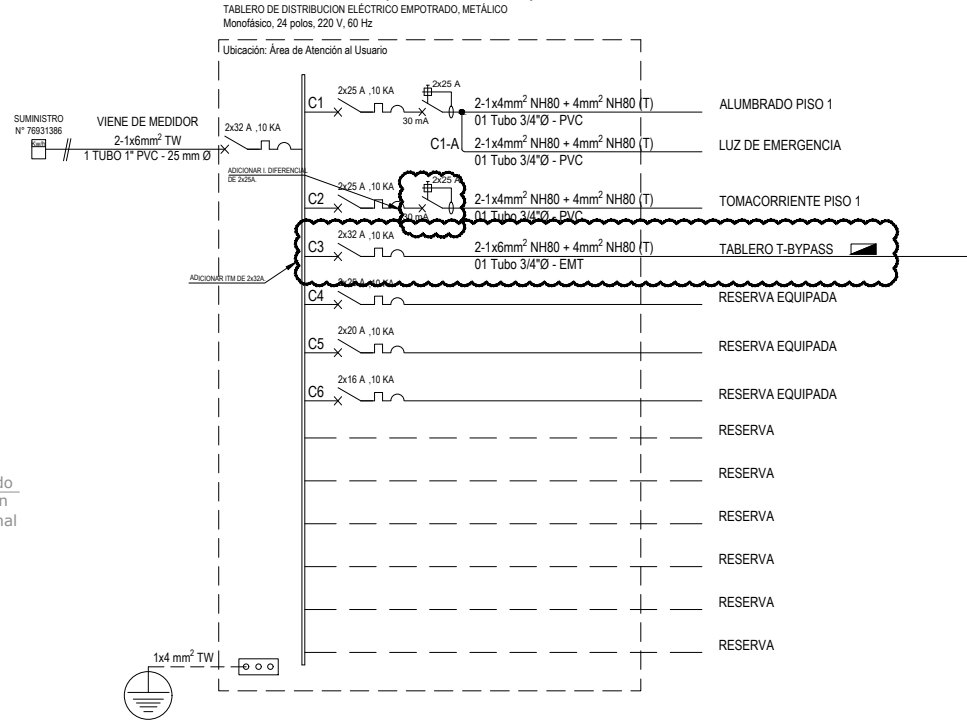 TABLERO DE DISTRIBUCION ELÉCTRICO EMPOTRADO, METÁLICO
Monofásico, 24 polos, 220 V, 60 Hz
Ubicación: Área de Atención al Usuario
SUMINISTRO
N° 76931386
Kw/h
VIENE DE MEDIDOR
2-1x6mm² TW
1 TUBO 1" PVC - 25 mm Ø
2x32 A ,10 KA
C1
2x25 A ,10 KA
2x25 A
30 mA
2-1x4mm² NH80 + 4mm² NH80 (T)
01 Tubo 3/4"Ø - PVC
ALUMBRADO PISO 1
C1-A
2-1x4mm² NH80 + 4mm² NH80 (T)
01 Tubo 3/4"Ø - PVC
LUZ DE EMERGENCIA
ADICIONAR I. DIFERENCIAL
DE 2x25A.
C2
2x25 A ,10 KA
2x25 A
30 mA
2-1x4mm² NH80 + 4mm² NH80 (T)
01 Tubo 3/4"Ø - PVC
TOMACORRIENTE PISO 1
C3
2x32 A ,10 KA
2-1x6mm² NH80 + 4mm² NH80 (T)
01 Tubo 3/4"Ø - EMT
TABLERO T-BYPASS
ADICIONAR ITM DE 2x32A.
C4
2x25 A ,10 KA
RESERVA EQUIPADA
C5
2x20 A ,10 KA
RESERVA EQUIPADA
C6
2x16 A ,10 KA
RESERVA EQUIPADA
RESERVA
RESERVA
do
n
nal
RESERVA
RESERVA
RESERVA
RESERVA
1x4 mm² TW